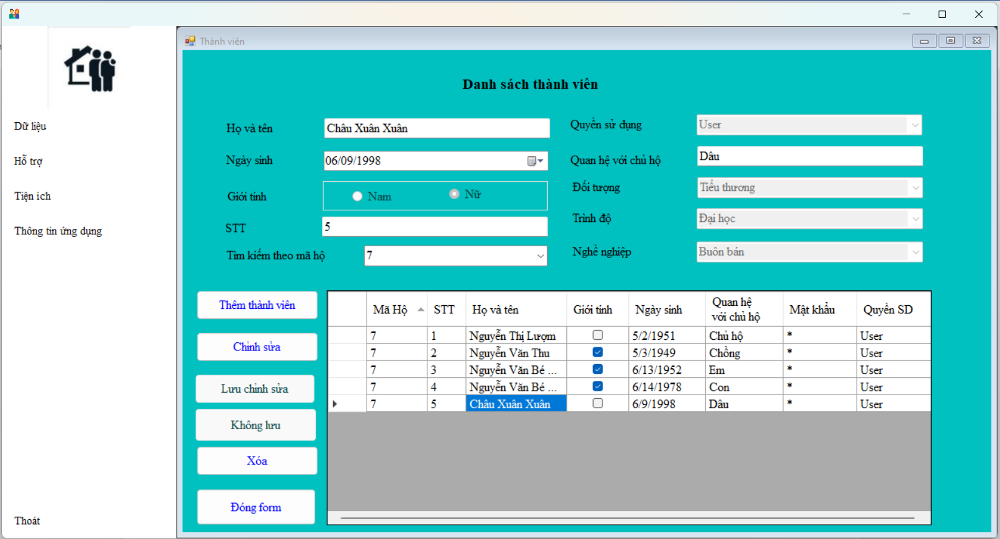 Thành viên
Dữ liệu
Hỗ trợ
Tiện ích
Thông tin ứng dụng
Thoát
Danh sách thành viên
Họ và tên Châu Xuân Xuân
Ngày sinh 06/09/1998
Giới tính Nam Nữ
STT 5
Tìm kiếm theo mã hộ 7
Quyền sử dụng User
Quan hệ với chủ hộ Dâu
Đối tượng Tiểu thương
Trình độ Đại học
Nghề nghiệp Buôn bán
Thêm thành viên
Chỉnh sửa
Lưu chỉnh sửa
Không lưu
Xóa
Đóng form
Mã Hộ STT Họ và tên Giới tính Ngày sinh Quan hệ với chủ hộ Mật khẩu Quyền SD
7 1 Nguyễn Thị Lượm 5/2/1951 Chủ hộ * User
7 2 Nguyễn Văn Thu 5/3/1949 Chồng * User
7 3 Nguyễn Văn Bé ... 6/13/1952 Em * User
7 4 Nguyễn Văn Bé ... 6/14/1978 Con * User
7 5 Châu Xuân Xuân 6/9/1998 Dâu * User